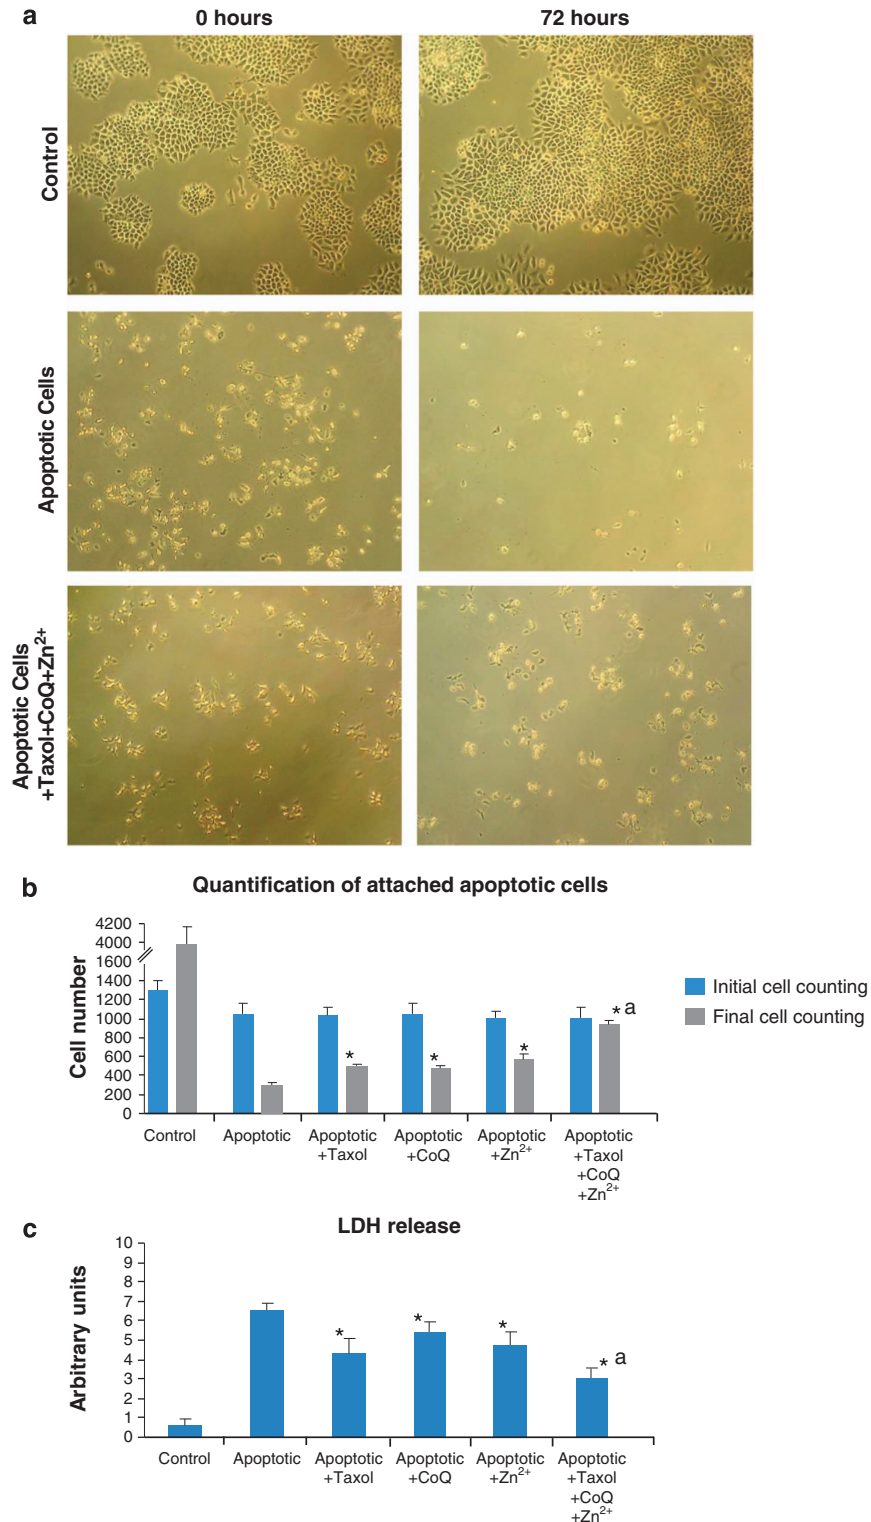 a
0 hours
72 hours
Control
Apoptotic Cells
Apoptotic Cells
+Taxol+CoQ+Zn2+
b
Quantification of attached apoptotic cells
Cell number
4200
4000
1600
1400
1200
1000
800
600
400
200
0
*
*
*
* a
Initial cell counting
Final cell counting
Control
Apoptotic
Apoptotic
+Taxol
Apoptotic
+CoQ
Apoptotic
+Zn2+
Apoptotic
+Taxol
+CoQ
+Zn2+
c
LDH release
Arbitrary units
10
9
8
7
6
5
4
3
2
1
0
*
*
*
* a
Control
Apoptotic
Apoptotic
+Taxol
Apoptotic
+CoQ
Apoptotic
+Zn2+
Apoptotic
+Taxol
+CoQ
+Zn2+